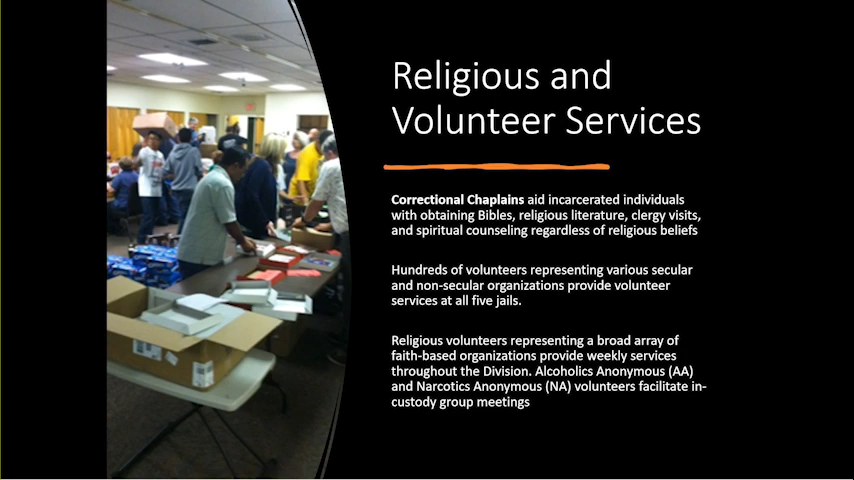 Religious and
Volunteer Services
Correctional Chaplains aid incarcerated individuals
with obtaining Bibles, religious literature, clergy visits,
and spiritual counseling regardless of religious beliefs
Hundreds of volunteers representing various secular
and non-secular organizations provide volunteer
services at all five jails.
Religious volunteers representing a broad array of
faith-based organizations provide weekly services
throughout the Division. Alcoholics Anonymous (AA)
and Narcotics Anonymous (NA) volunteers facilitate in-
custody group meetings